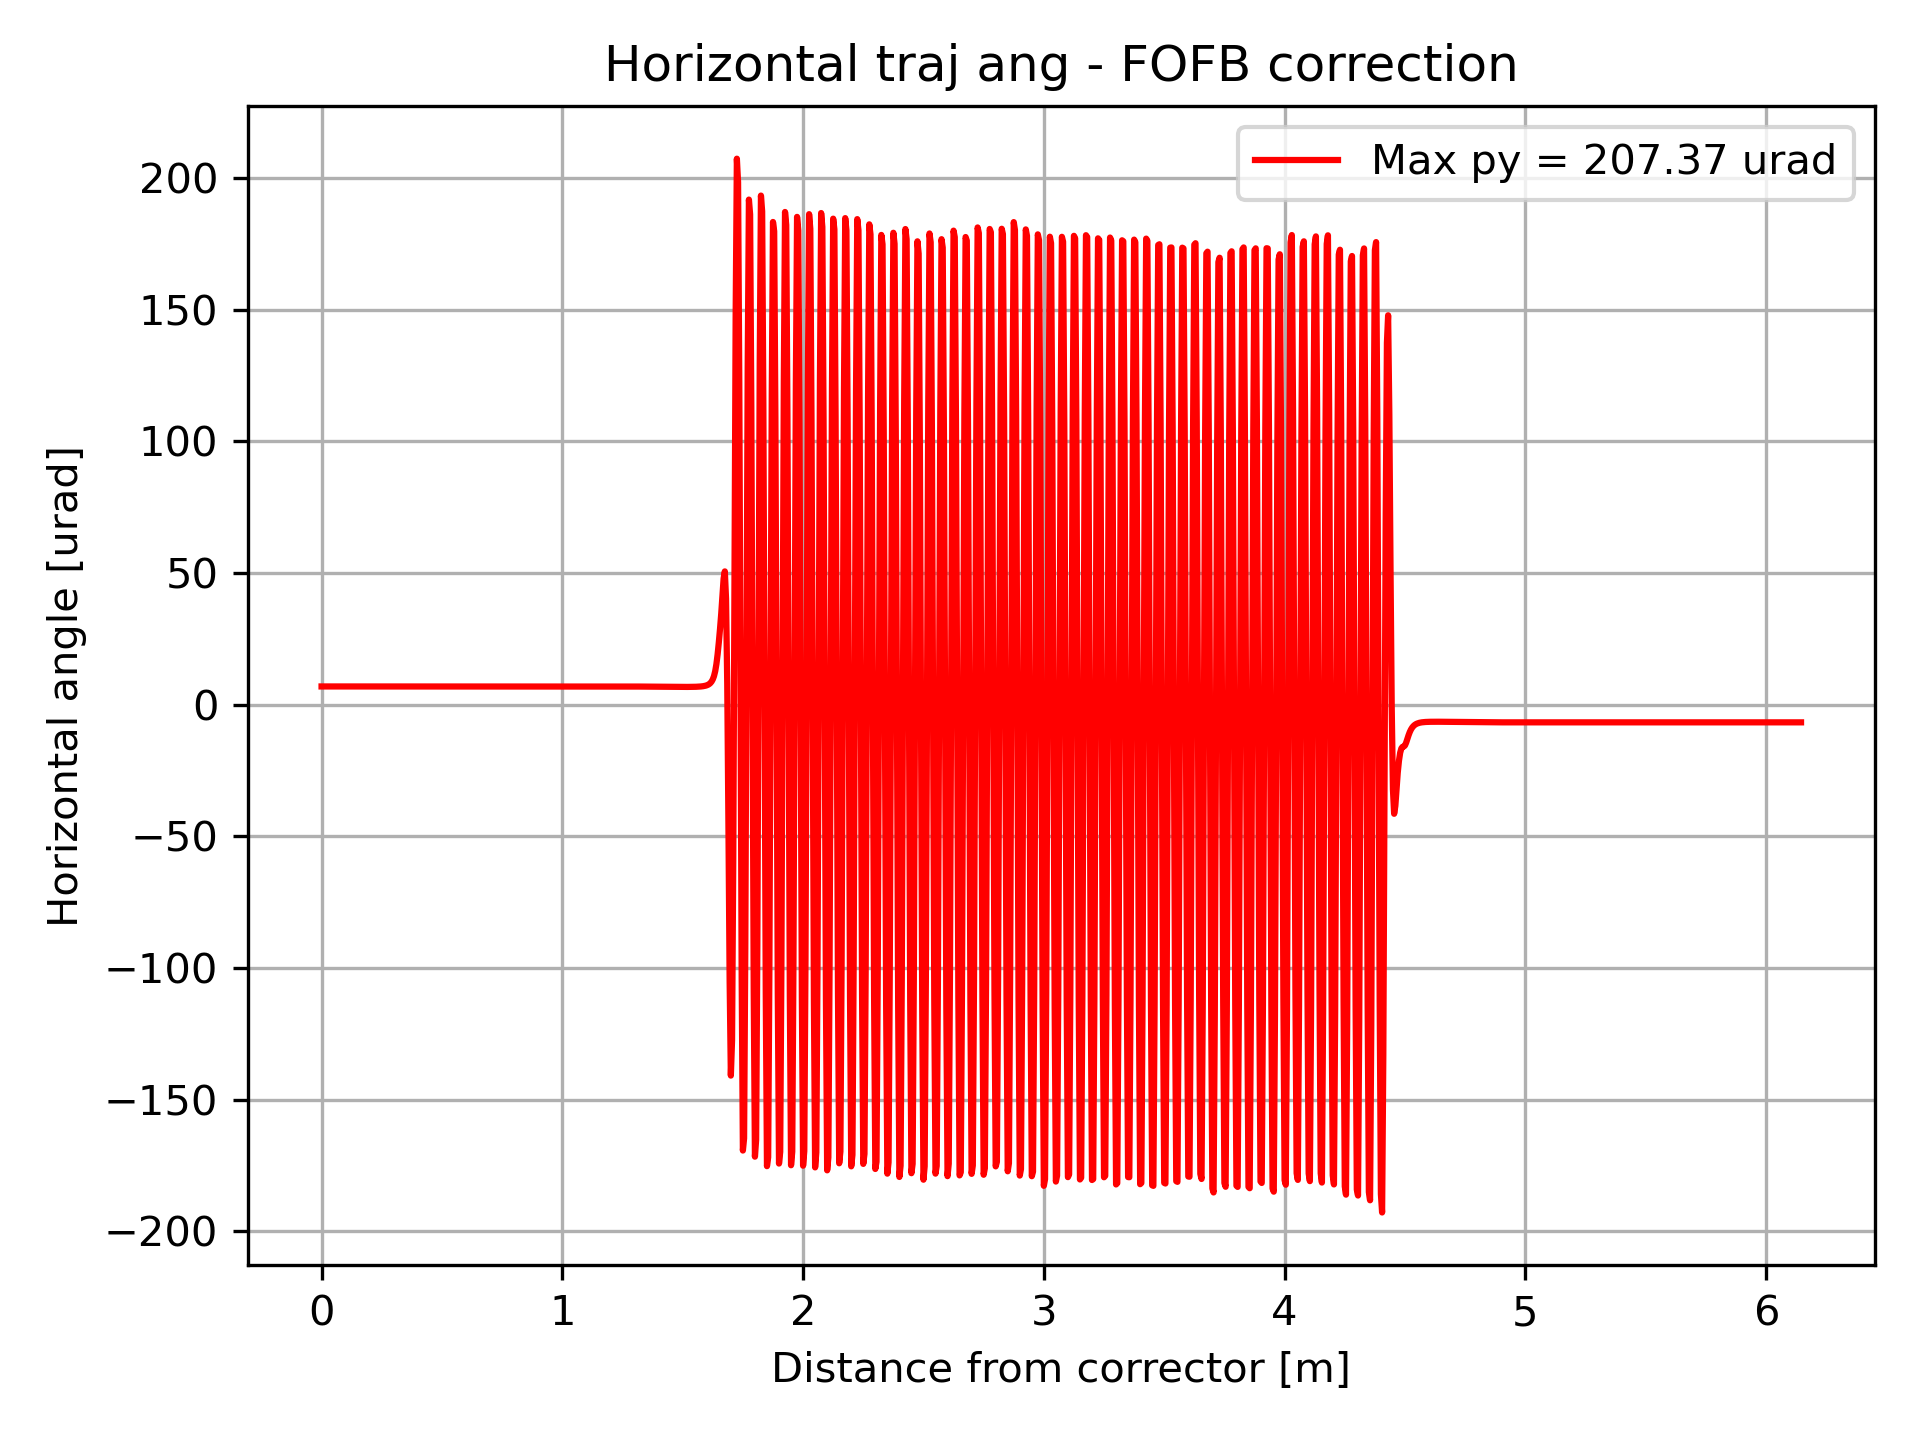 Horizontal traj ang - FOFB correction
Max py = 207.37 urad
Horizontal angle [urad]
200
150
100
50
0
−50
−100
−150
−200
0 1 2 3 4 5 6
Distance from corrector [m]